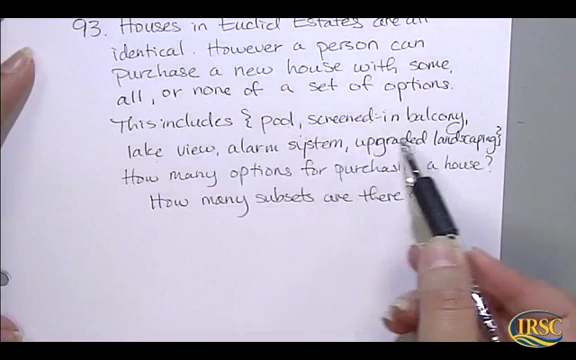 93. Houses in Euclid Estates are all
identical. However a person can
purchase a new house with some,
all, or none of a set of options.
This includes { pool, screened-in balcony,
lake view, alarm system, upgraded landscaping}
How many options for purchasing a house?
How many subsets are there
IRSC